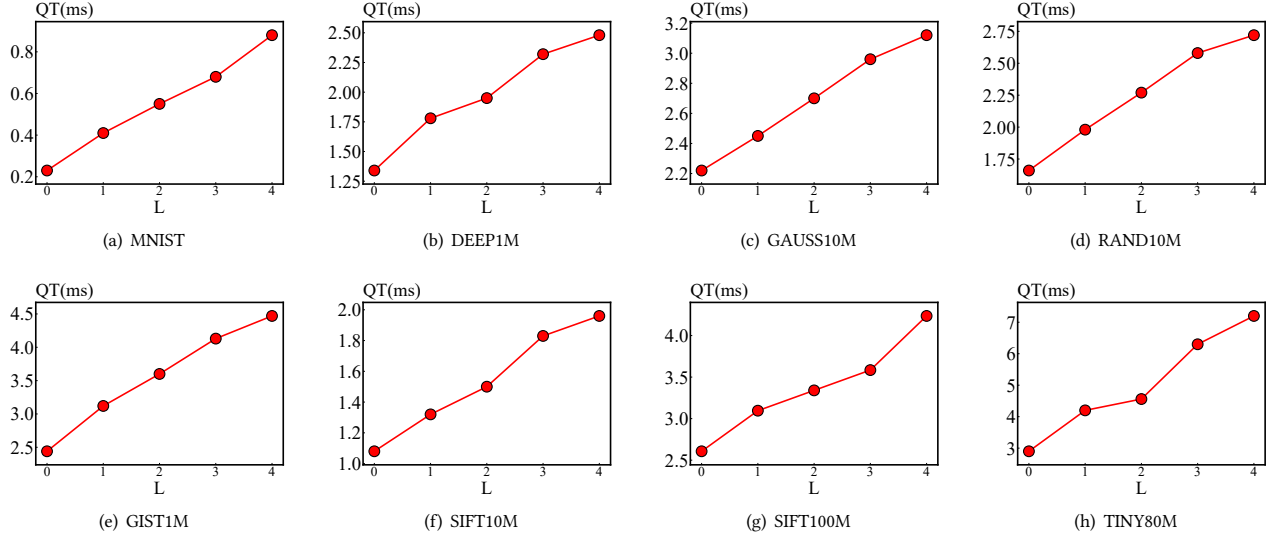 QT(ms)
0.8
0.6
0.4
0.2
0 1 2 3 4
L
(a) MNIST
QT(ms)
2.50
2.25
2.00
1.75
1.50
1.25
0 1 2 3 4
L
(b) DEEP1M
QT(ms)
3.2
3.0
2.8
2.6
2.4
2.2
0 1 2 3 4
L
(c) GAUSS10M
QT(ms)
2.75
2.50
2.25
2.00
1.75
0 1 2 3 4
L
(d) RAND10M
QT(ms)
4.5
4.0
3.5
3.0
2.5
0 1 2 3 4
L
(e) GIST1M
QT(ms)
2.0
1.8
1.6
1.4
1.2
1.0
0 1 2 3 4
L
(f) SIFT10M
QT(ms)
4.0
3.5
3.0
2.5
0 1 2 3 4
L
(g) SIFT100M
QT(ms)
7
6
5
4
3
0 1 2 3 4
L
(h) TINY80M